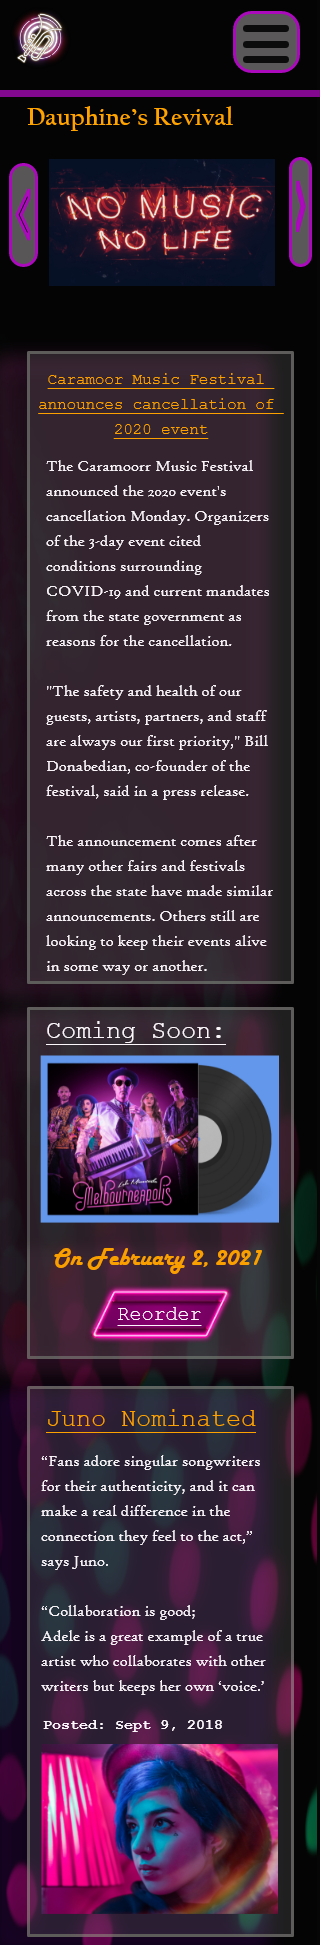 Dauphine’s Revival
NO MUSIC
NO LIFE
Caramoor Music Festival
announces cancellation of
2020 event
The Caramoorr Music Festival
announced the 2020 event's
cancellation Monday. Organizers
of the 3-day event cited
conditions surrounding
COVID-19 and current mandates
from the state government as
reasons for the cancellation.
"The safety and health of our
guests, artists, partners, and staff
are always our first priority," Bill
Donabedian, co-founder of the
festival, said in a press release.
The announcement comes after
many other fairs and festivals
across the state have made similar
announcements. Others still are
looking to keep their events alive
in some way or another.
Coming Soon:
Melbourneapolis
On February 2, 2021
Reorder
Juno Nominated
“Fans adore singular songwriters
for their authenticity, and it can
make a real difference in the
connection they feel to the act,”
says Juno.
“Collaboration is good;
Adele is a great example of a true
artist who collaborates with other
writers but keeps her own ‘voice.’
Posted: Sept 9, 2018